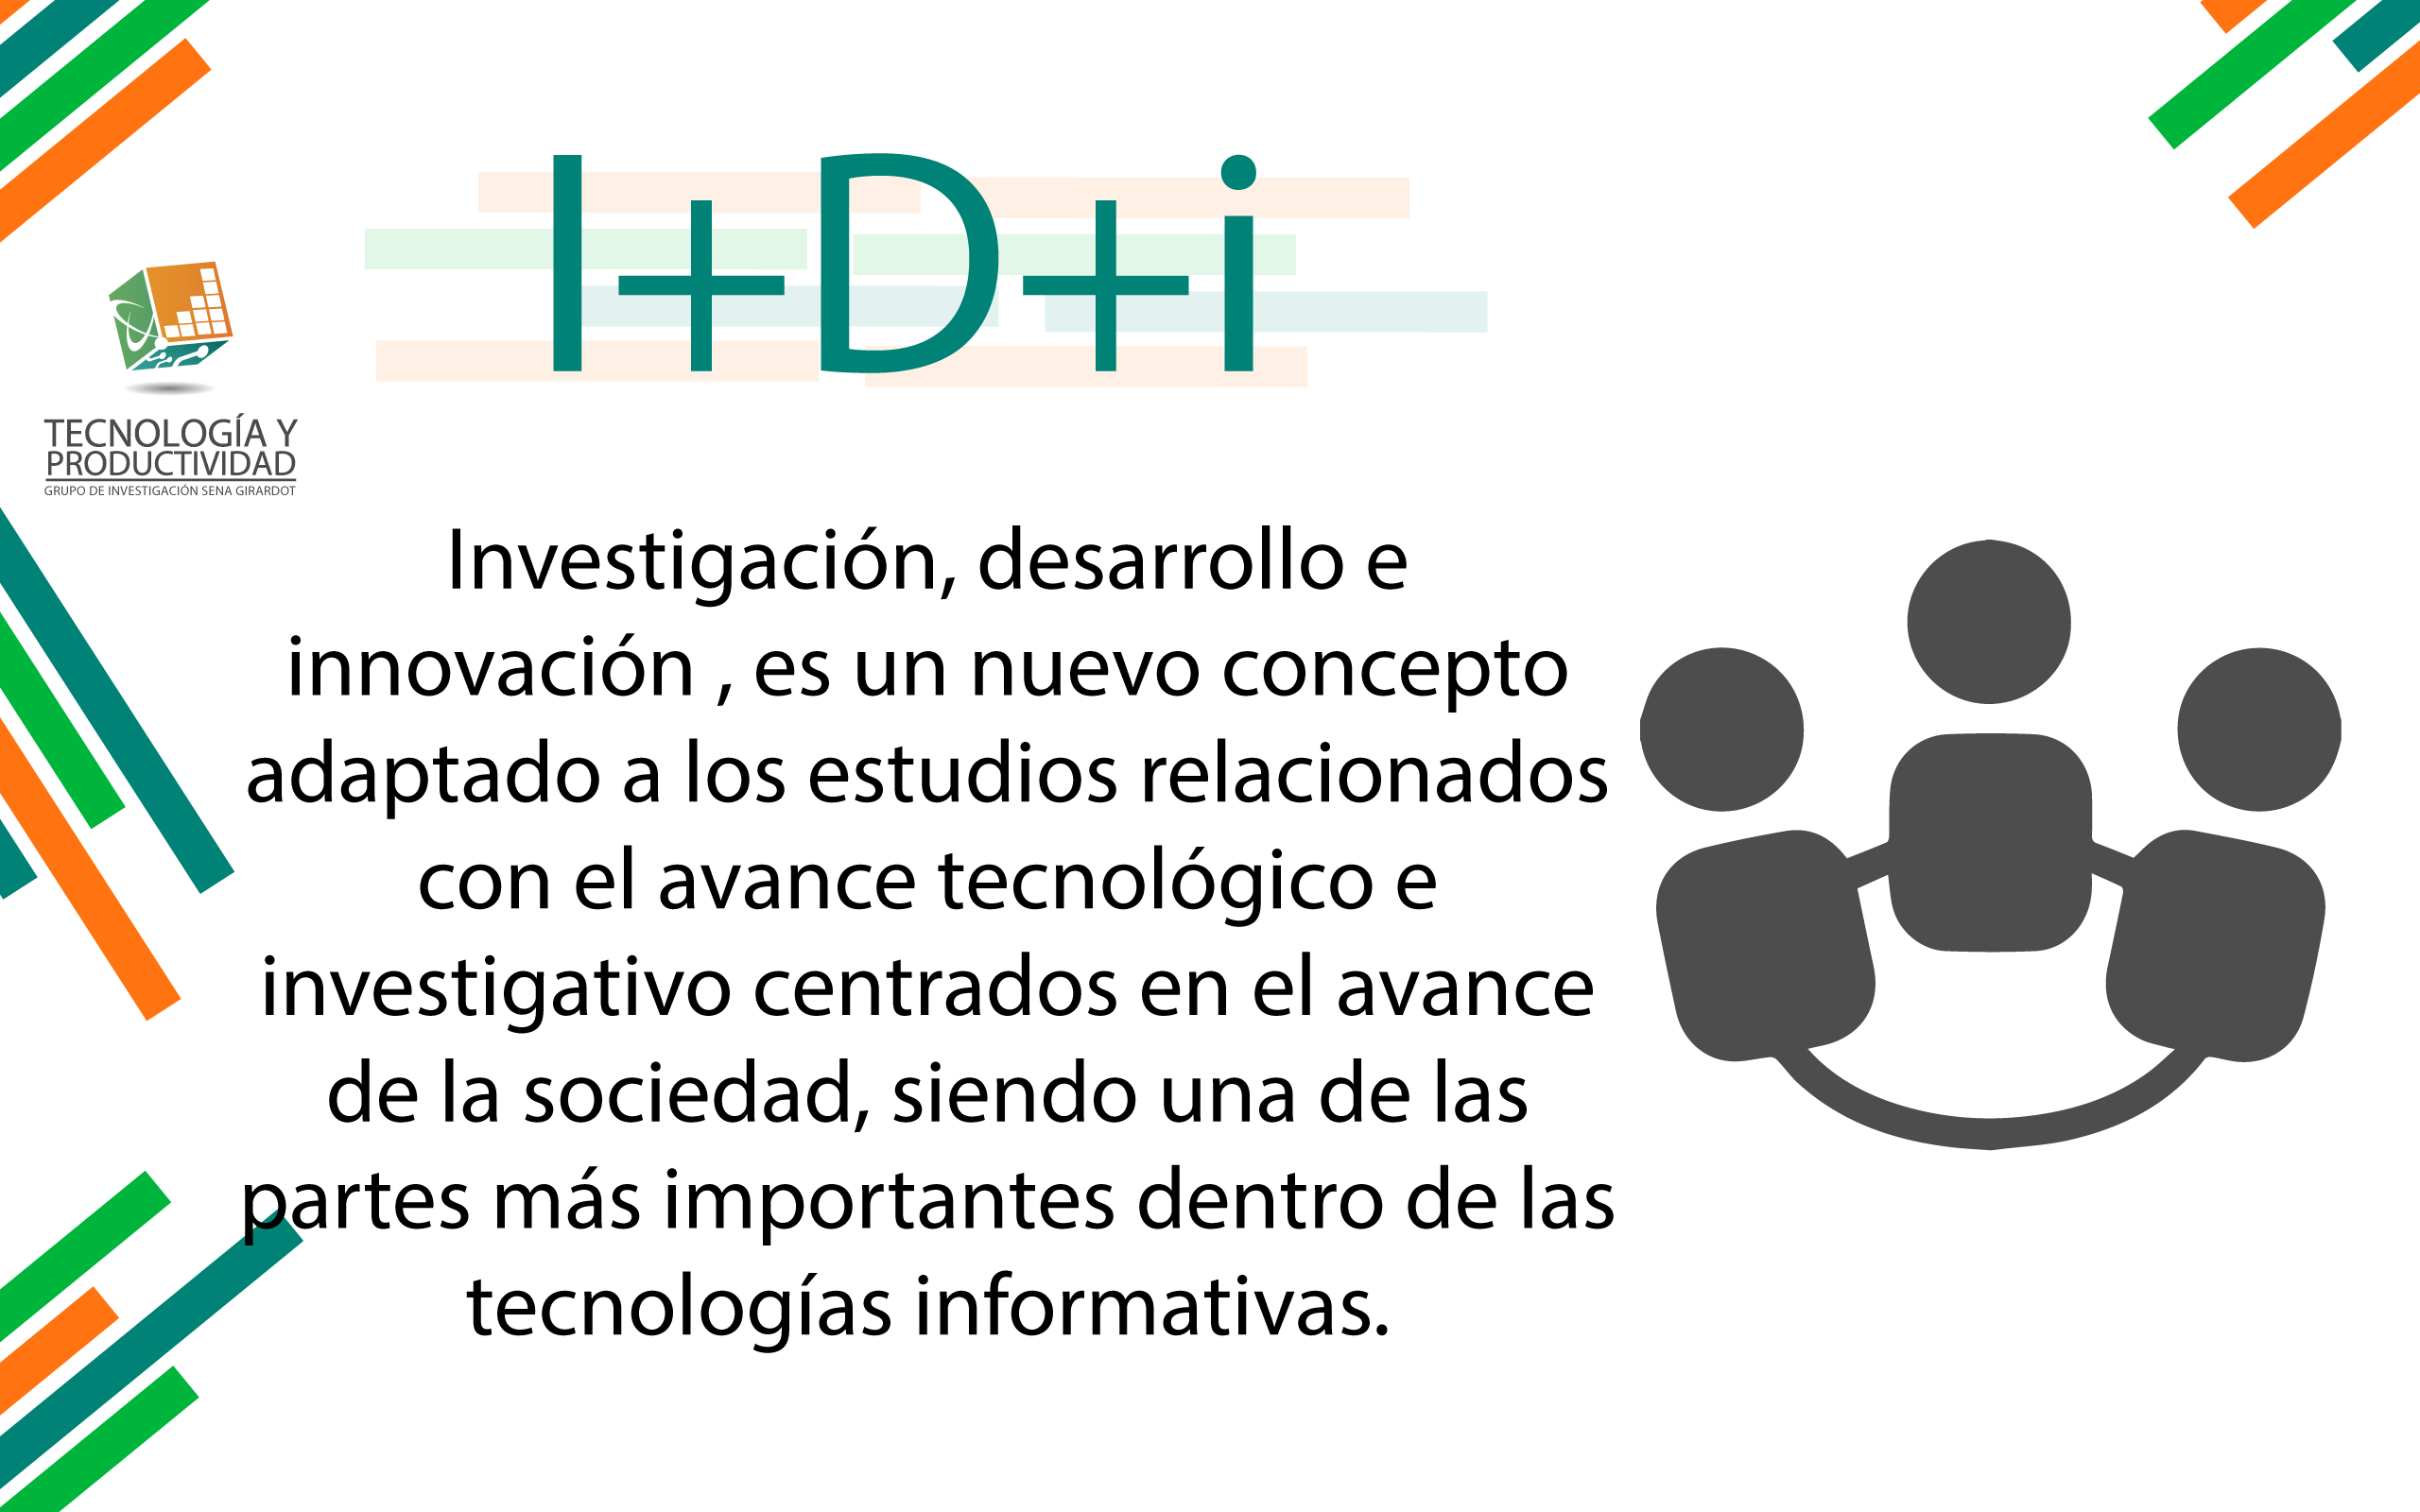 I+D+i
TECNOLOGÍA Y
PRODUCTIVIDAD
GRUPO DE INVESTIGACIÓN SENA GIRARDOT
Investigación, desarrollo e
innovación , es un nuevo concepto
adaptado a los estudios relacionados
con el avance tecnológico e
investigativo centrados en el avance
de la sociedad, siendo una de las
partes más importantes dentro de las
tecnologías informativas.